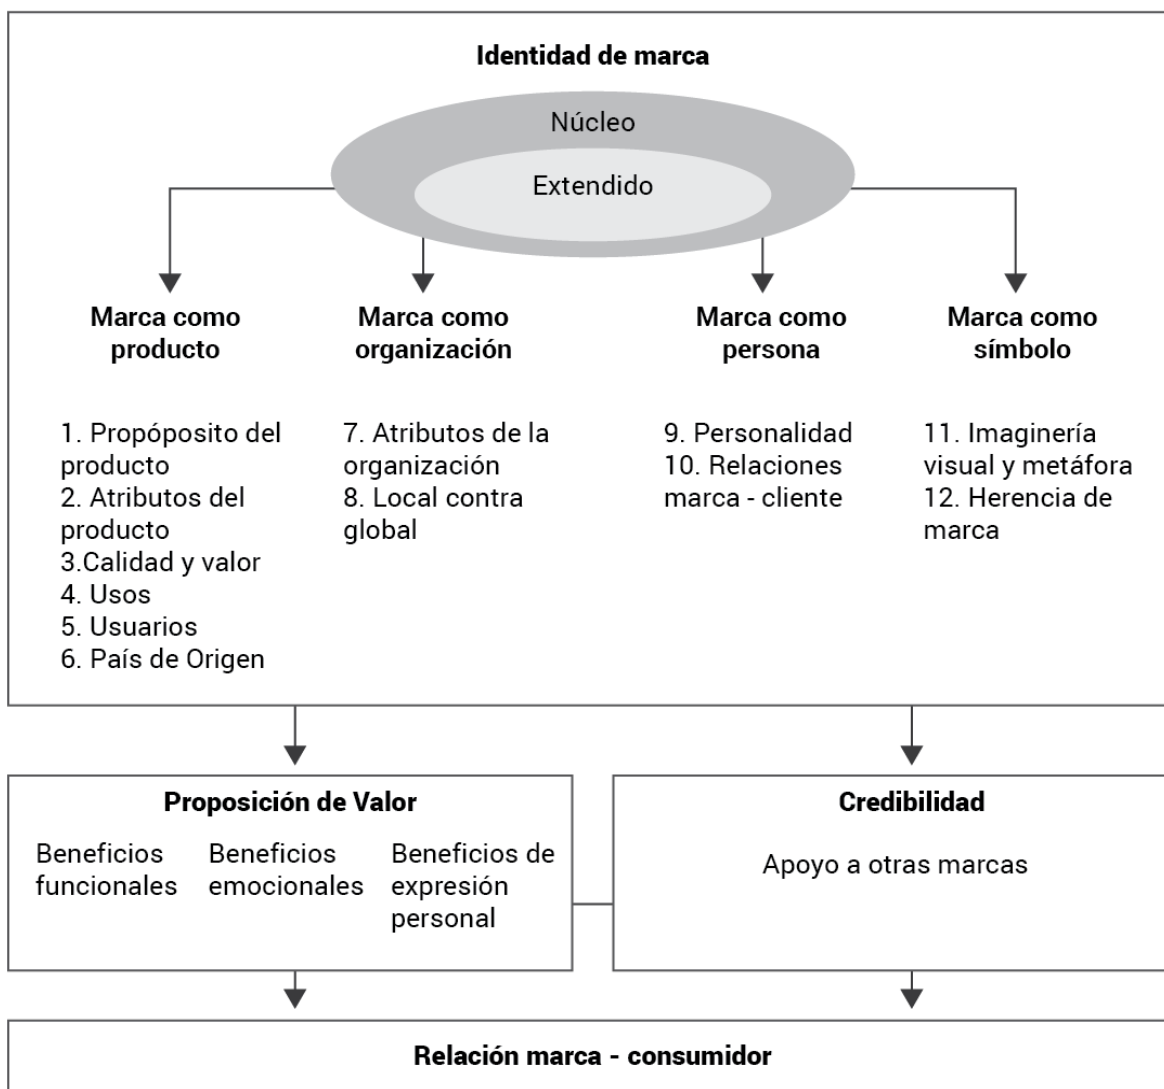 Identidad de marca
Núcleo
Extendido
Marca como
producto
1. Propóposito del
producto
2. Atributos del
producto
3.Calidad y valor
4. Usos
5. Usuarios
6. País de Origen
Marca como
organización
7. Atributos de la
organización
8. Local contra
global
Marca como
persona
9. Personalidad
10. Relaciones
marca - cliente
Marca como
símbolo
11. Imaginería
visual y metáfora
12. Herencia de
marca
Proposición de Valor
Beneficios
funcionales
Beneficios
emocionales
Beneficios de
expresión
personal
Credibilidad
Apoyo a otras marcas
Relación marca - consumidor